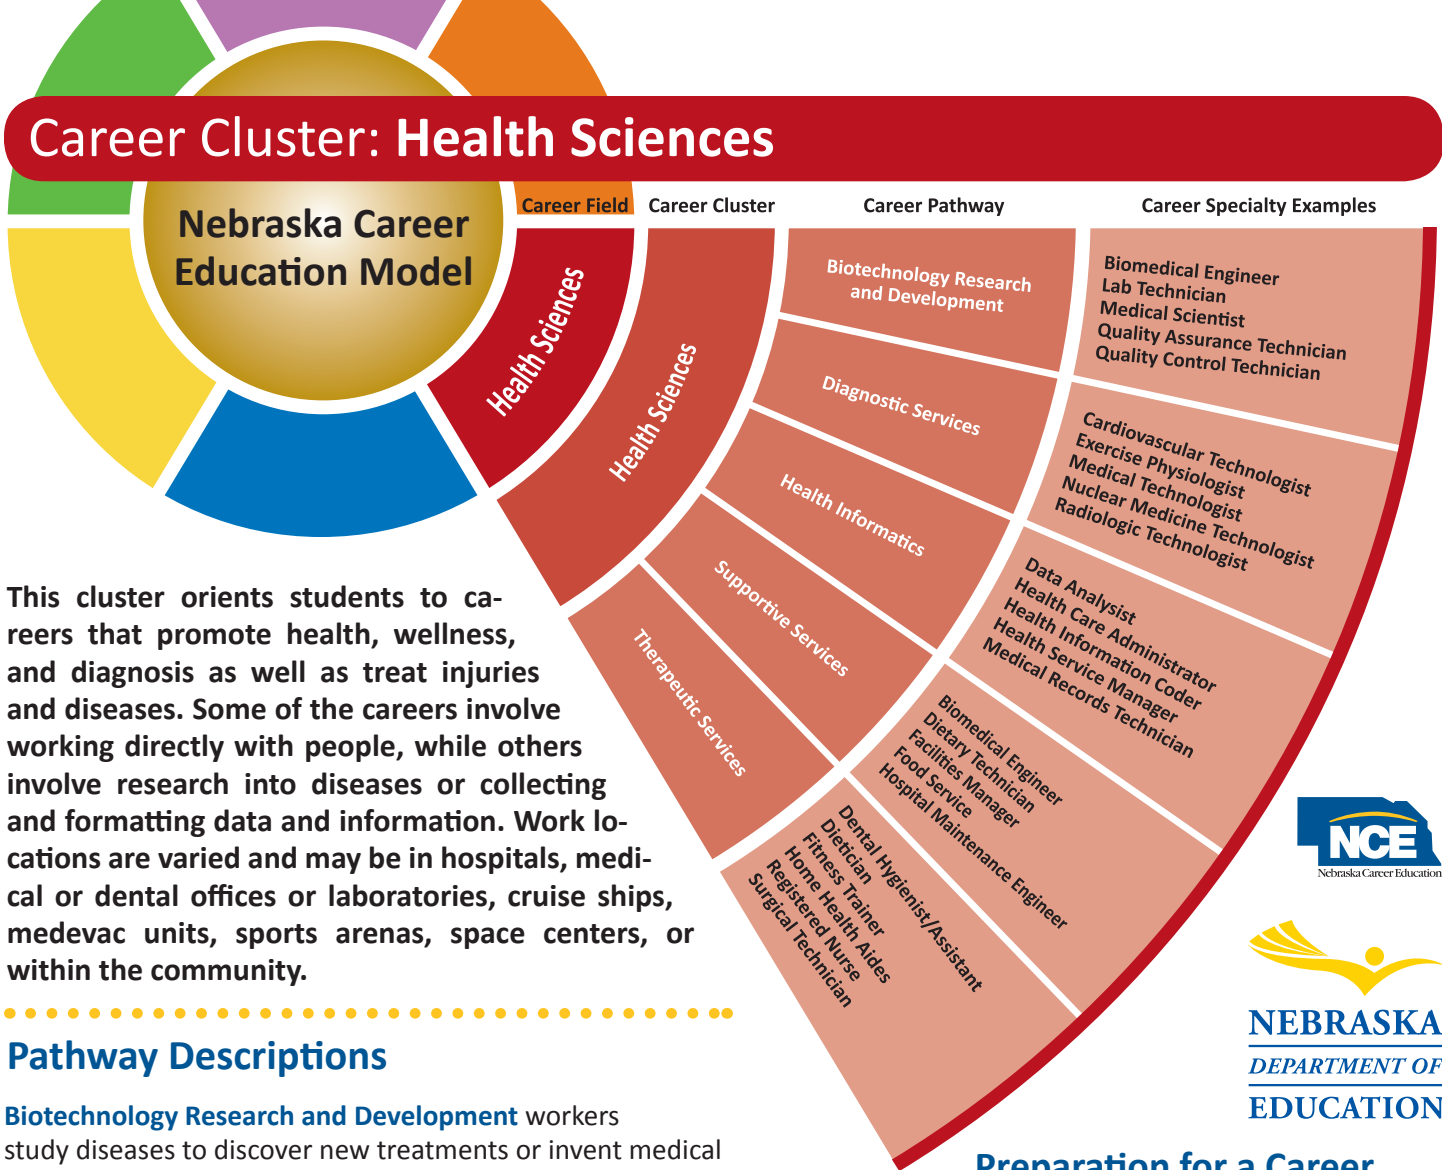 Career Cluster: Health Sciences
Nebraska Career
Education Model
Career Field
Career Cluster
Career Pathway
Career Specialty Examples
Health Sciences
Health Sciences
Biotechnology Research
and Development
Diagnostic Services
Health Informatics
Supportive Services
Therapeutic Services
Biomedical Engineer
Lab Technician
Medical Scientist
Quality Assurance Technician
Quality Control Technician
Cardiovascular Technologist
Exercise Physiologist
Medical Technologist
Nuclear Medicine Technologist
Radiologic Technologist
Data Analysist
Health Care Administrator
Health Information Coder
Health Service Manager
Medical Records Technician
Biomedical Engineer
Dietary Technician
Facilities Manager
Food Service
Hospital Maintenance Engineer
Dental Hygienist/Assistant
Dietician
Fitness Trainer
Home Health Aides
Registered Nurse
Surgical Technician
This cluster orients students to ca-
reers that promote health, wellness,
and diagnosis as well as treat injuries
and diseases. Some of the careers involve
working directly with people, while others
involve research into diseases or collecting
and formatting data and information. Work lo-
cations are varied and may be in hospitals, medi-
cal or dental offices or laboratories, cruise ships,
medevac units, sports arenas, space centers, or
within the community.
NCE
Nebraska Career Education
NEBRASKA
DEPARTMENT OF
EDUCATION
Pathway Descriptions
Biotechnology Research and Development workers
study diseases to discover new treatments or invent medical
Preparation for a Career